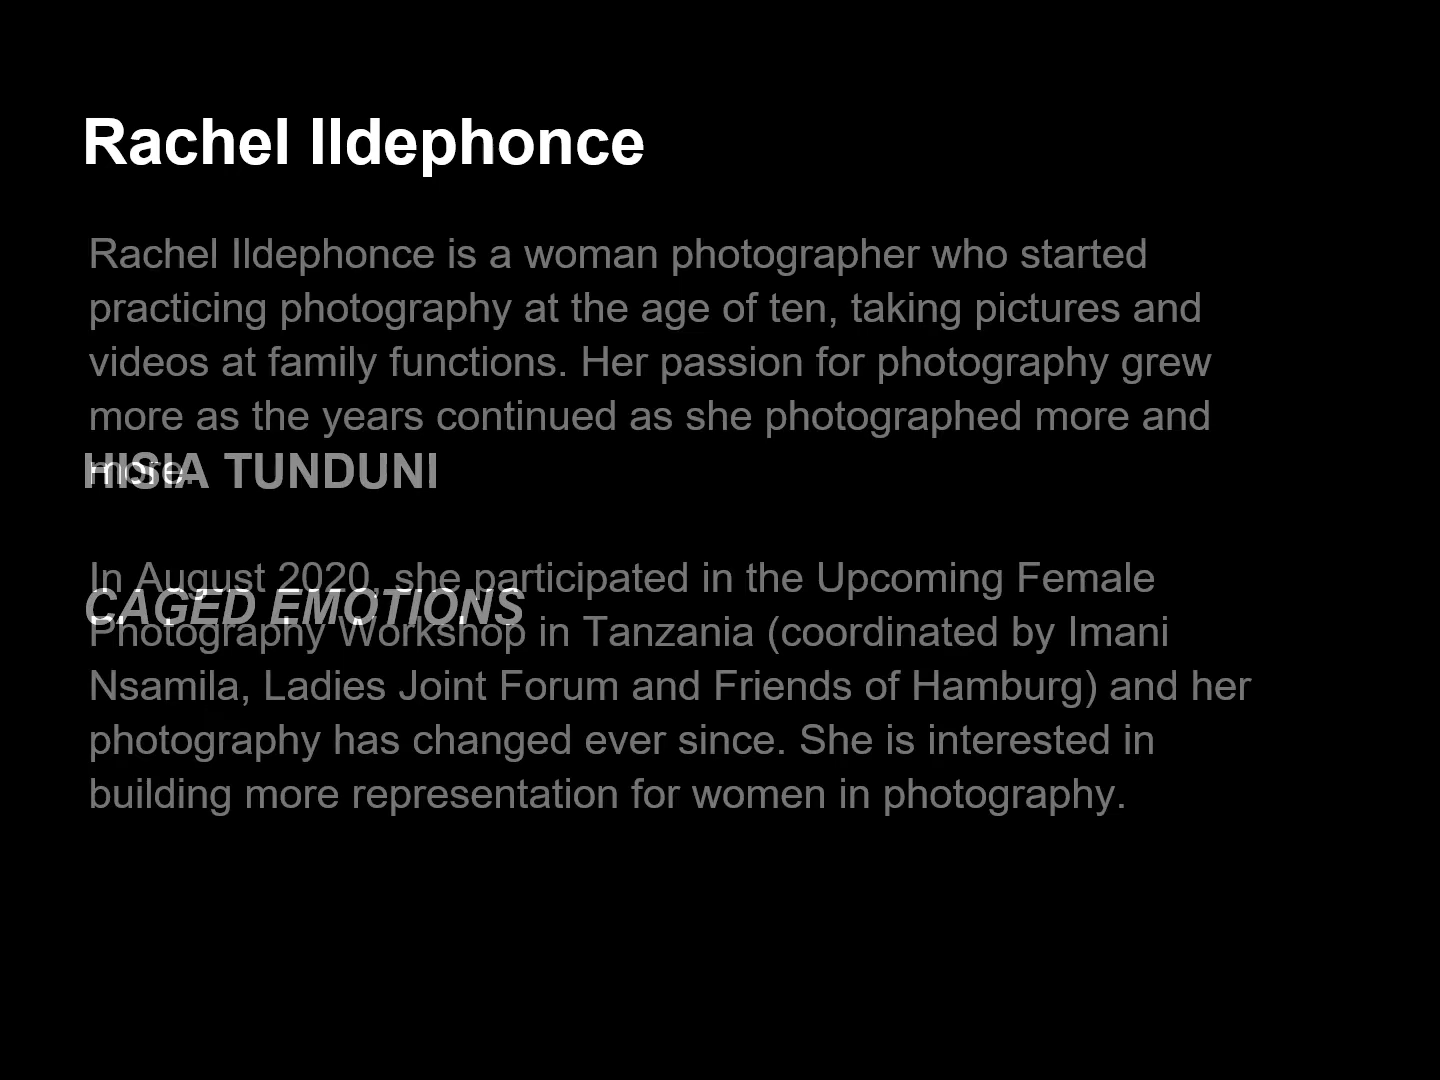 Rachel Ildephonce
Rachel Ildephonce is a woman photographer who started
practicing photography at the age of ten, taking pictures and
videos at family functions. Her passion for photography grew
more as the years continued as she photographed more and
more.
HISIA TUNDUNI
In August 2020, she participated in the Upcoming Female
CAGED EMOTIONS
Photography Workshop in Tanzania (coordinated by Imani
Nsamila, Ladies Joint Forum and Friends of Hamburg) and her
photography has changed ever since. She is interested in
building more representation for women in photography.